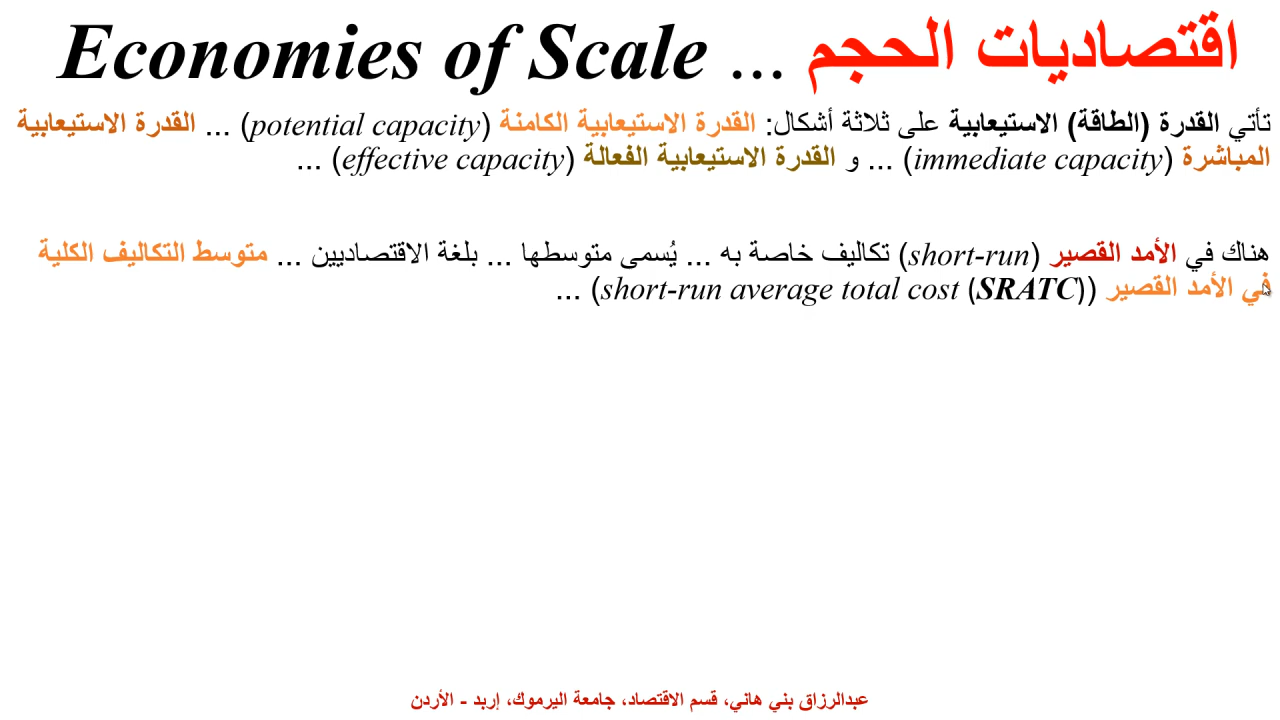 اقتصاديات الحجم ... Economies of Scale
تأتي القدرة (الطاقة) الاستيعابية على ثلاثة أشكال: القدرة الاستيعابية الكامنة (potential capacity) ... القدرة الاستيعابية
المباشرة (immediate capacity) ... و القدرة الاستيعابية الفعالة (effective capacity) ...
هناك في الأمد القصير (short-run) تكاليف خاصة به ... يُسمى متوسطها ... بلغة الاقتصاديين ... متوسط التكاليف الكلية
في الأمد القصير (short-run average total cost (SRATC)) ...
عبدالرزاق بني هاني، قسم الاقتصاد، جامعة اليرموك، إربد - الأردن